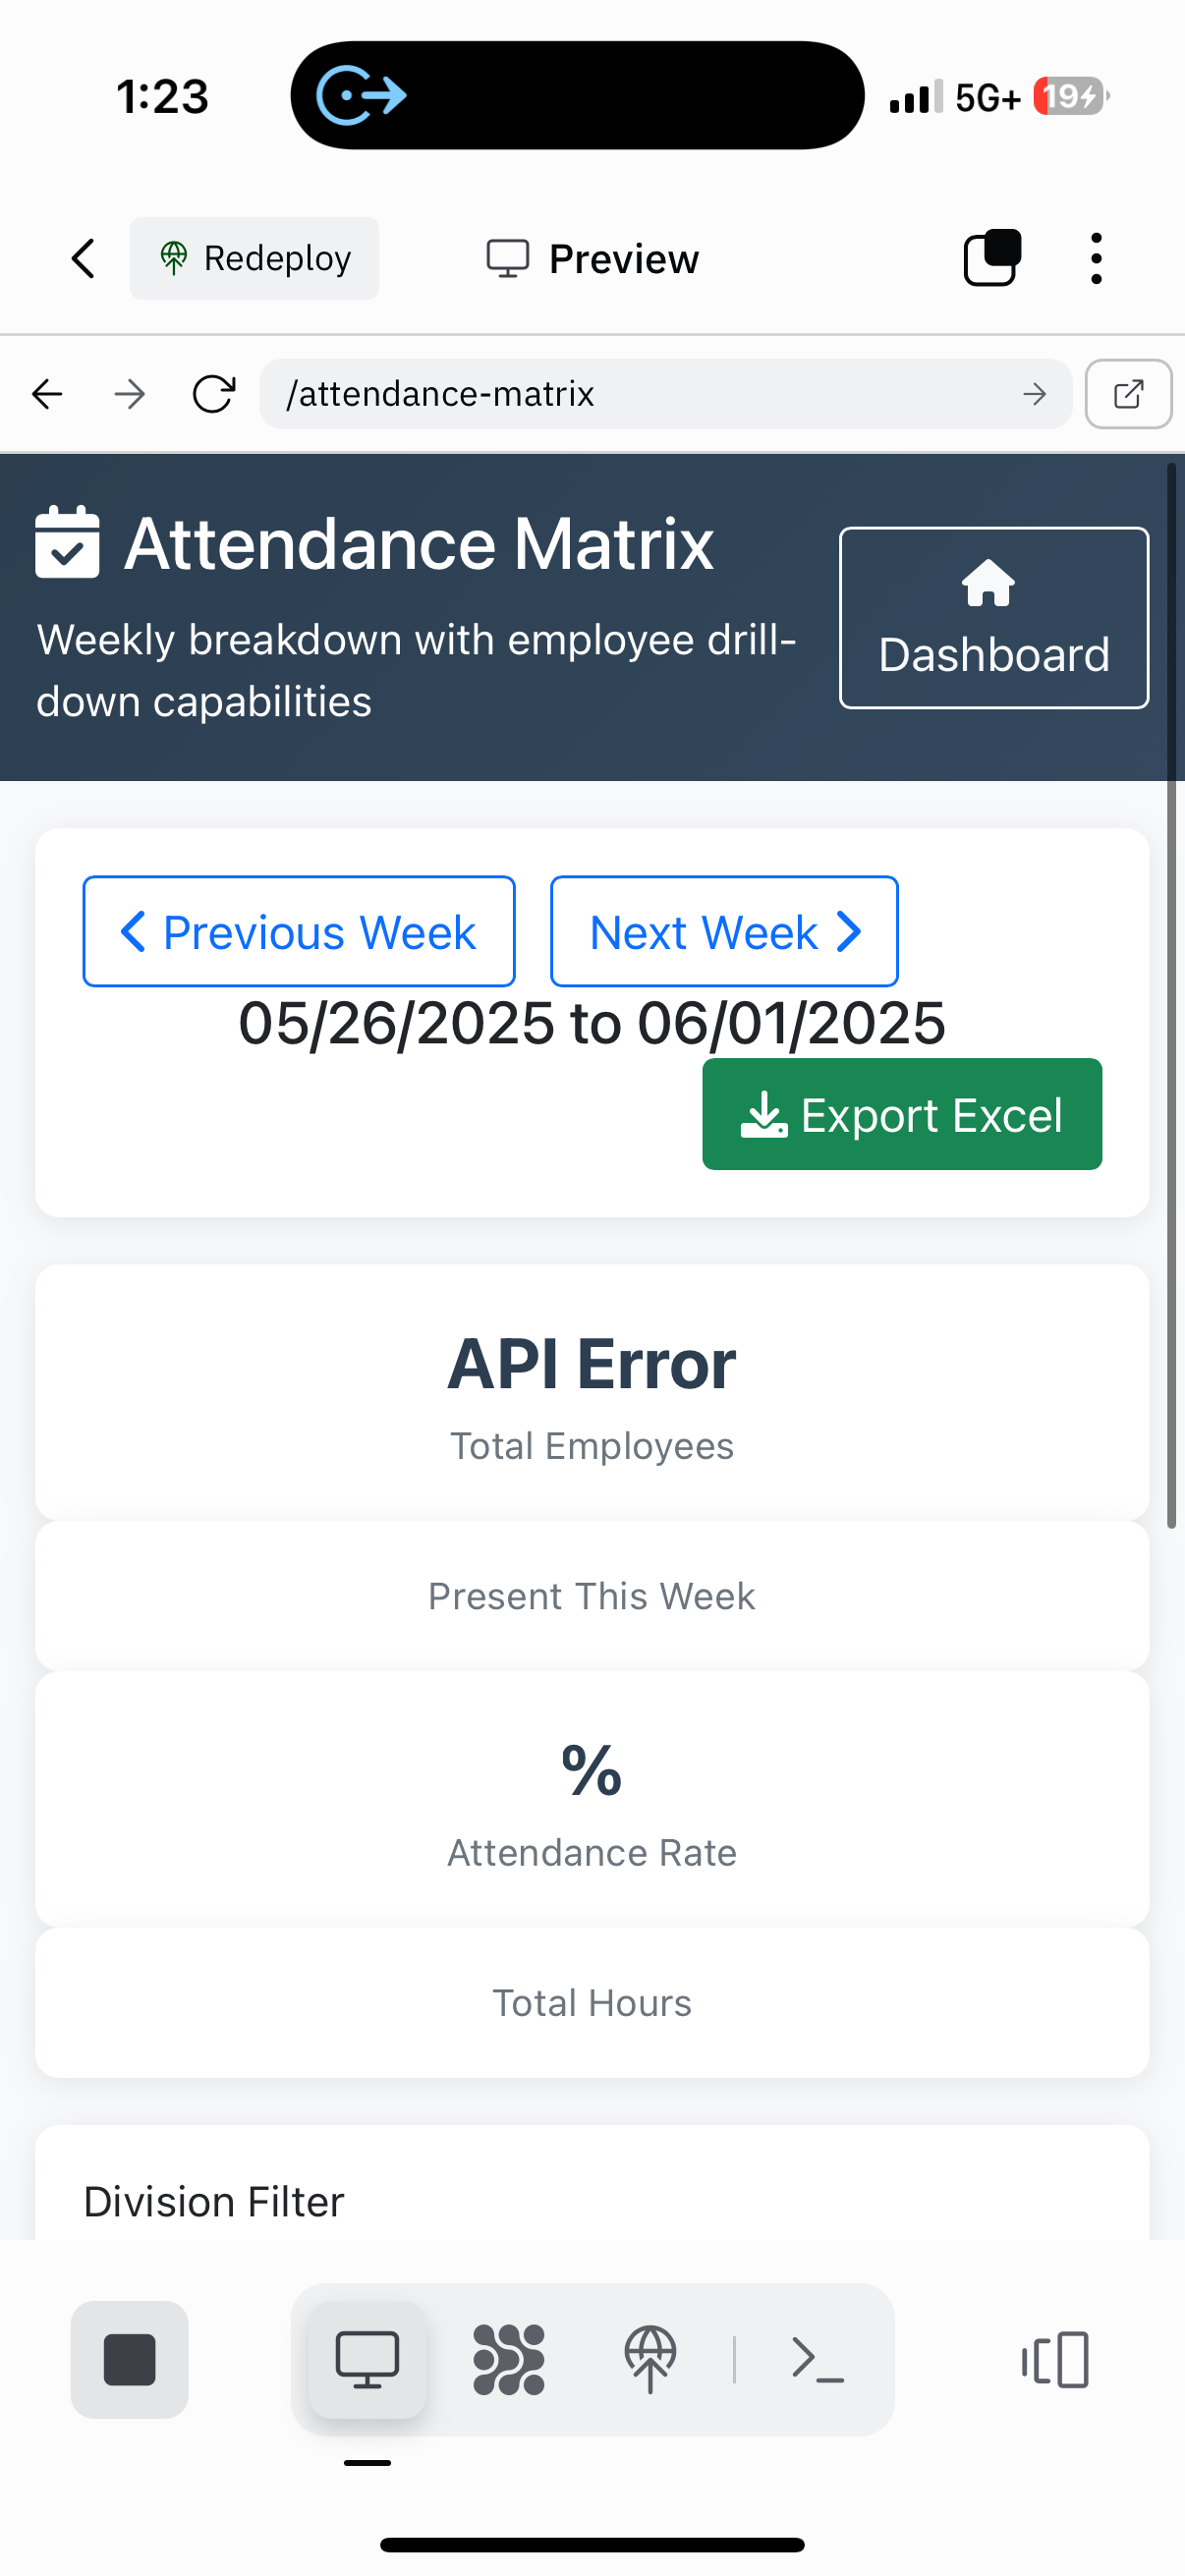 1:23
5G+
19
Redeploy
Preview
/attendance-matrix
Attendance Matrix
Weekly breakdown with employee drill-
down capabilities
Dashboard
Previous Week
Next Week
05/26/2025 to 06/01/2025
Export Excel
API Error
Total Employees
Present This Week
%
Attendance Rate
Total Hours
Division Filter